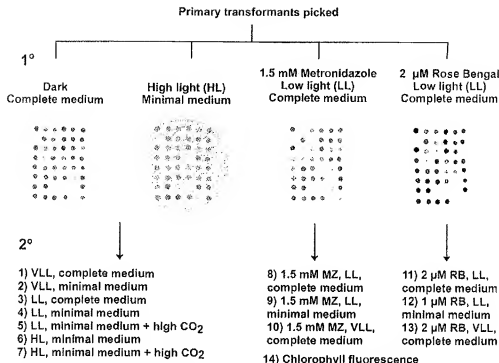 Primary transformants picked
1º
Dark
Complete medium
High light (HL)
Minimal medium
1.5 mM Metronidazole
Low light (LL)
Complete medium
2 µM Rose Bengal
Low light (LL)
Complete medium
2º
1) VLL, complete medium
2) VLL, minimal medium
3) LL, complete medium
4) LL, minimal medium
5) LL, minimal medium + high CO2
6) HL, minimal medium
7) HL, minimal medium + high CO2
8) 1.5 mM MZ, LL,
complete medium
9) 1.5 mM MZ, LL,
minimal medium
10) 1.5 mM MZ, VLL,
complete medium
11) 2 µM RB, LL,
complete medium
12) 1 µM RB, LL,
minimal medium
13) 2 µM RB, VLL,
complete medium
14) Chlorophyll fluorescence